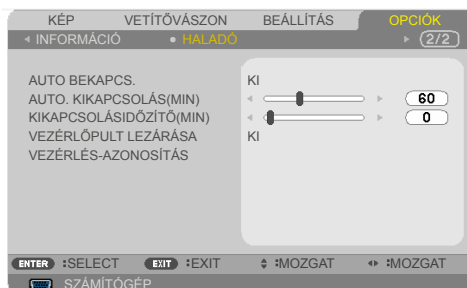 KÉP VETÍTŐVÁSZON BEÁLLÍTÁS OPCIÓK
INFORMÁCIÓ HALADÓ 2/2
AUTO BEKAPCS. KI
AUTO. KIKAPCSOLÁS(MIN) 60
KIKAPCSOLÁSIDŐZÍTŐ(MIN) 0
VEZÉRLŐPULT LEZÁRÁSA KI
VEZÉRLÉS-AZONOSÍTÁS
ENTER :SELECT EXIT :EXIT :MOZGAT :MOZGAT
SZÁMÍTÓGÉP